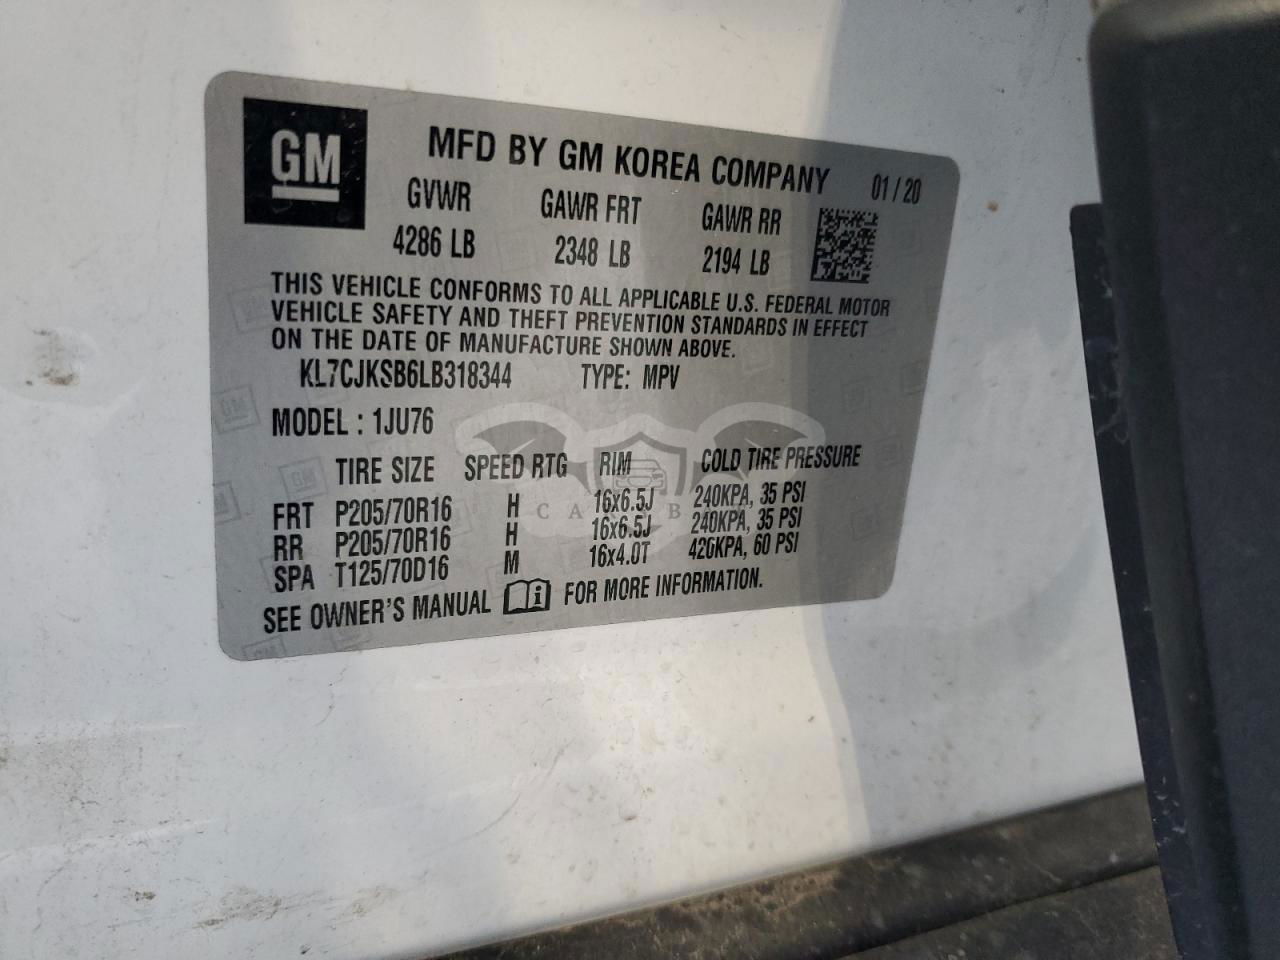 GM
MFD BY GM KOREA COMPANY 01/20
GVWR GAWR FRT GAWR RR
4286 LB 2348 LB 2194 LB
THIS VEHICLE CONFORMS TO ALL APPLICABLE U.S. FEDERAL MOTOR
VEHICLE SAFETY AND THEFT PREVENTION STANDARDS IN EFFECT
ON THE DATE OF MANUFACTURE SHOWN ABOVE.
KL7CJKSB6LB318344 TYPE: MPV
MODEL : 1JU76
TIRE SIZE SPEED RTG RIM COLD TIRE PRESSURE
FRT P205/70R16 H 16x6.5J 240KPA, 35 PSI
RR P205/70R16 H 16x6.5J 240KPA, 35 PSI
SPA T125/70D16 M 16x4.0T 420KPA, 60 PSI
SEE OWNER'S MANUAL FOR MORE INFORMATION.